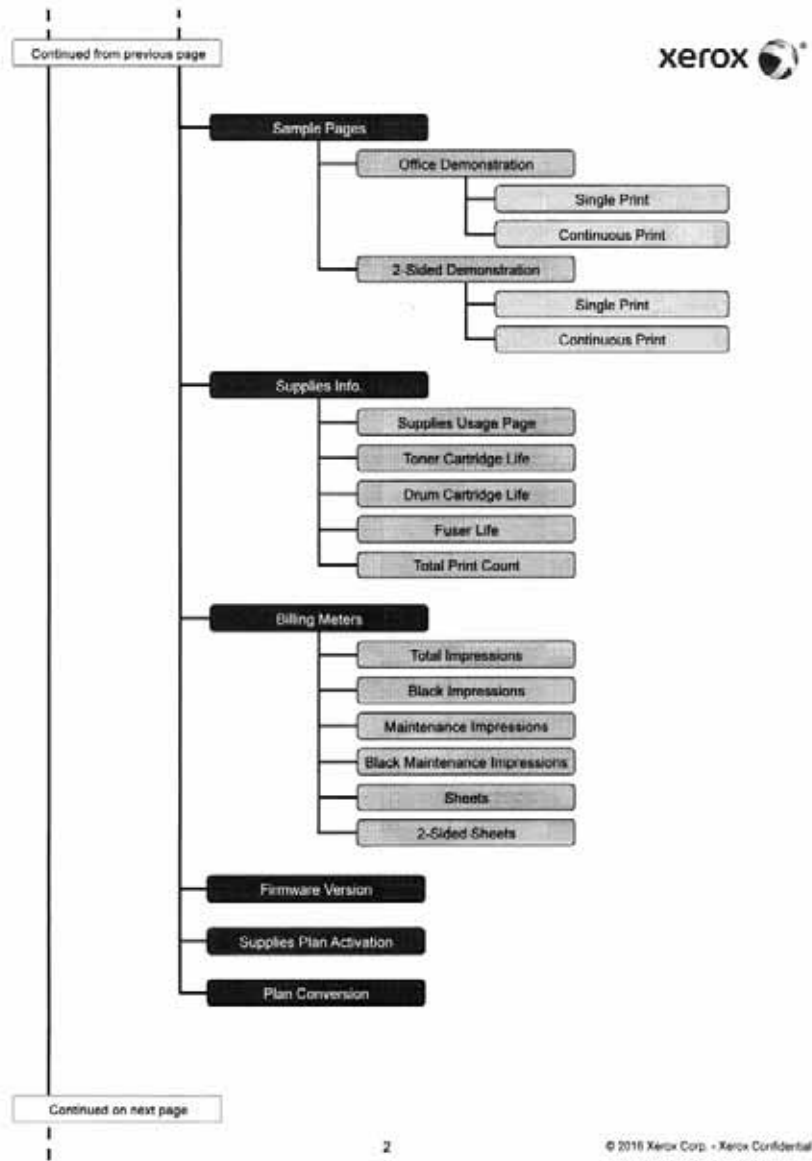 Continued from previous page
xerox
Sample Pages
Office Demonstration
Single Print
Continuous Print
2-Sided Demonstration
Single Print
Continuous Print
Supplies Info.
Supplies Usage Page
Toner Cartridge Life
Drum Cartridge Life
Fuser Life
Total Print Count
Billing Meters
Total Impressions
Black Impressions
Maintenance Impressions
Black Maintenance Impressions
Sheets
2-Sided Sheets
Firmware Version
Supplies Plan Activation
Plan Conversion
Continued on next page
2
© 2016 Xerox Corp. - Xerox Confidential